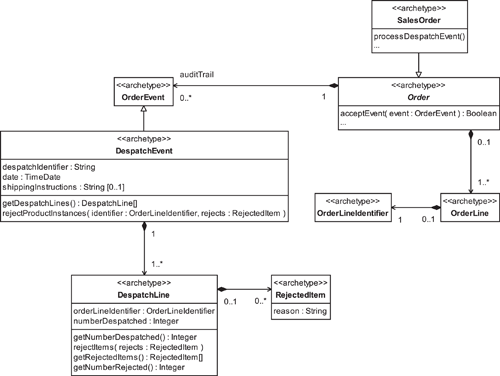 <<archetype>>
SalesOrder
processDespatchEvent()
...
<<archetype>>
OrderEvent
auditTrail
0..*
1
<<archetype>>
Order
acceptEvent( event : OrderEvent ) : Boolean
...
<<archetype>>
DespatchEvent
despatchIdentifier : String
date : TimeDate
shippingInstructions : String [0..1]
getDespatchLines() : DespatchLine[]
rejectProductInstances( identifier : OrderLineIdentifier, rejects : RejectedItem )
0..1
1..*
<<archetype>>
OrderLineIdentifier
1
0..1
<<archetype>>
OrderLine
1
1..*
<<archetype>>
DespatchLine
orderLineIdentifier : OrderLineIdentifier
numberDespatched : Integer
getNumberDespatched() : Integer
rejectItems( rejects : RejectedItem )
getRejectedItems() : RejectedItem[]
getNumberRejected() : Integer
0..1
0..*
<<archetype>>
RejectedItem
reason : String